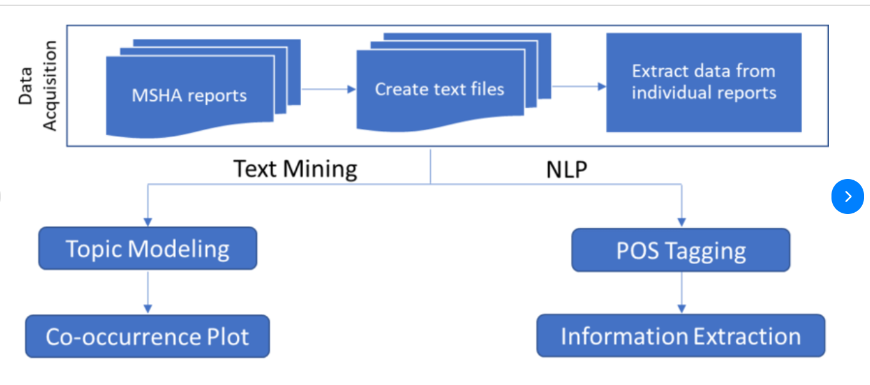 Data
Acquisition
MSHA reports
Create text files
Extract data from
individual reports
Text Mining
NLP
Topic Modeling
POS Tagging
Co-occurrence Plot
Information Extraction